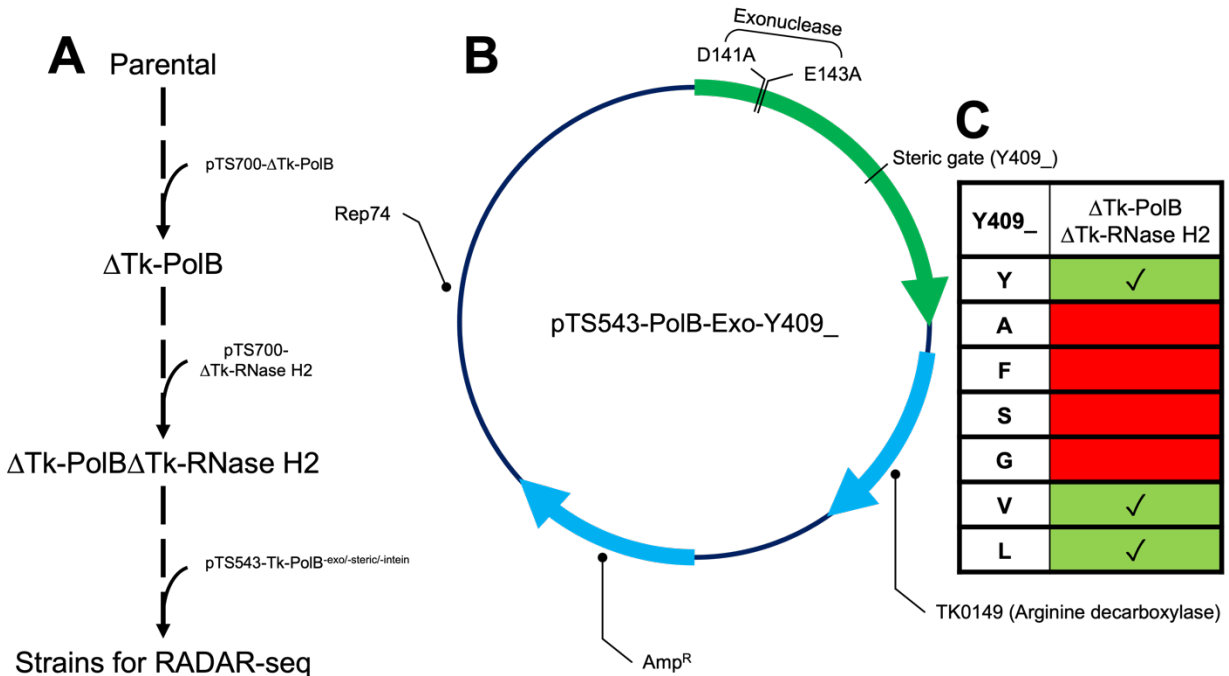 A
Parental
pTS700-ΔTk-PolB
ΔTk-PolB
pTS700-
ΔTk-RNase H2
ΔTk-PolBΔTk-RNase H2
pTS543-Tk-PolB-exo/-steric/-intein
Strains for RADAR-seq
B
Exonuclease
D141A
E143A
Steric gate (Y409_)
Rep74
pTS543-PolB-Exo-Y409_
TK0149 (Arginine decarboxylase)
AmpR
C
Y409_
ΔTk-PolB
ΔTk-RNase H2
Y ✓
A
F
S
G
V ✓
L ✓